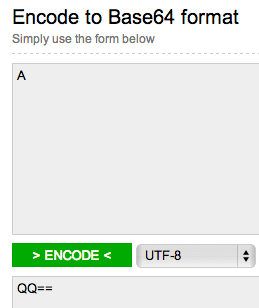 Encode to Base64 format
Simply use the form below
A
> ENCODE < UTF-8
QQ==